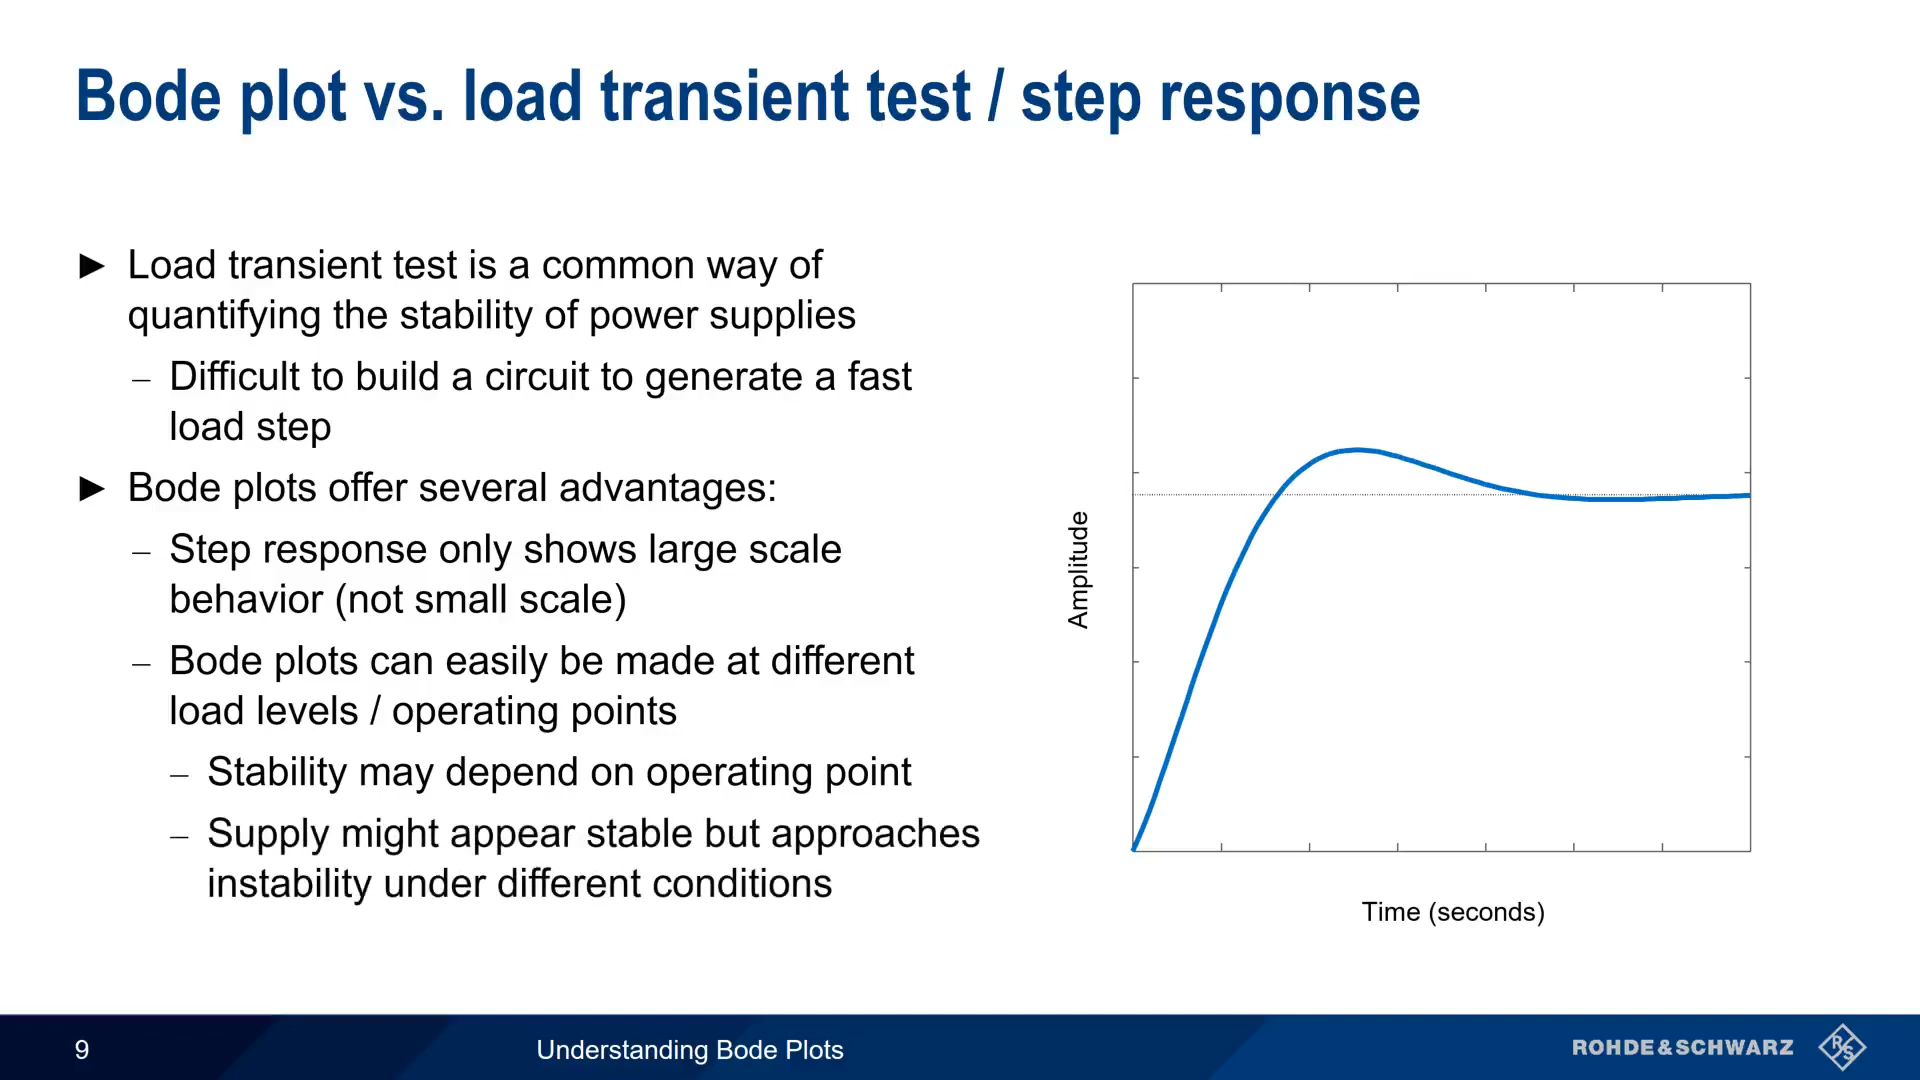 Bode plot vs. load transient test / step response
► Load transient test is a common way of
quantifying the stability of power supplies
– Difficult to build a circuit to generate a fast
load step
► Bode plots offer several advantages:
– Step response only shows large scale
behavior (not small scale)
– Bode plots can easily be made at different
load levels / operating points
– Stability may depend on operating point
– Supply might appear stable but approaches
instability under different conditions
Amplitude
Time (seconds)
9
Understanding Bode Plots
ROHDE&SCHWARZ
R S